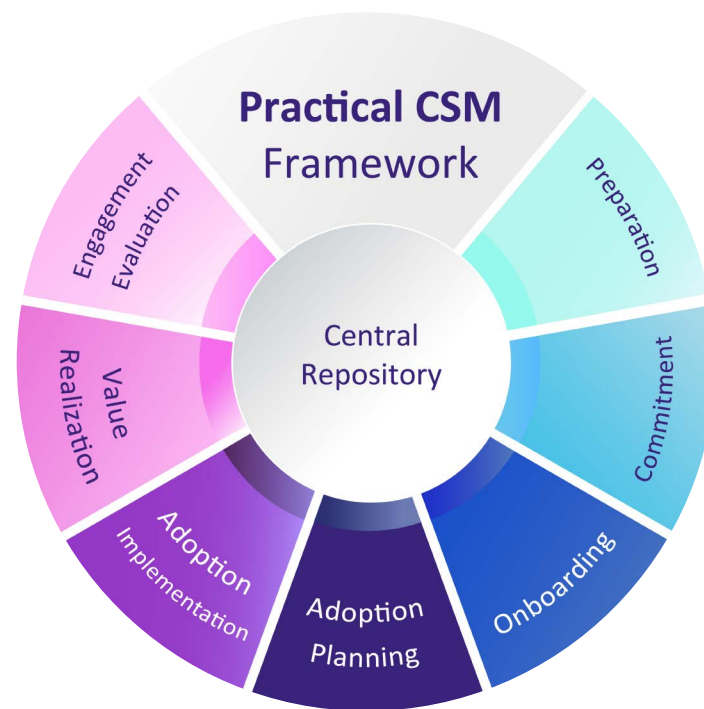 Practical CSM
Framework
Preparation
Commitment
Onboarding
Adoption
Planning
Adoption
Implementation
Value
Realization
Engagement
Evaluation
Central
Repository